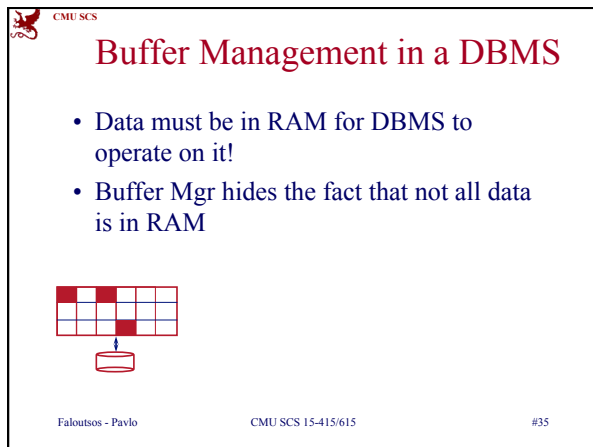 CMU SCS
Buffer Management in a DBMS
• Data must be in RAM for DBMS to
operate on it!
• Buffer Mgr hides the fact that not all data
is in RAM
Faloutsos - Pavlo CMU SCS 15-415/615 #35